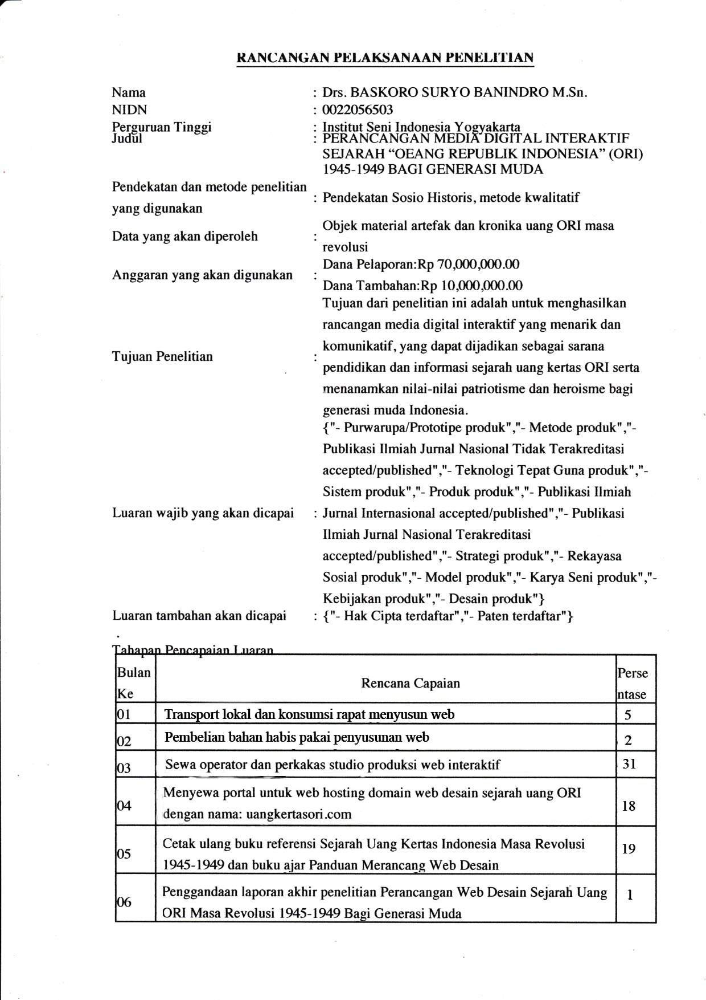 RANCANGAN PELAKSANAAN PENELITIAN
Nama : Drs. BASKORO SURYO BANINDRO M.Sn.
NIDN : 0022056503
Perguruan Tinggi : Institut Seni Indonesia Yogyakarta
Judul : PERANCANGAN MEDIA DIGITAL INTERAKTIF
SEJARAH “OEANG REPUBLIK INDONESIA” (ORI)
1945-1949 BAGI GENERASI MUDA
Pendekatan dan metode penelitian
yang digunakan : Pendekatan Sosio Historis, metode kwalitatif
Data yang akan diperoleh : Objek material artefak dan kronika uang ORI masa
revolusi
Anggaran yang akan digunakan : Dana Pelaporan:Rp 70,000,000.00
Dana Tambahan:Rp 10,000,000.00
Tujuan Penelitian : Tujuan dari penelitian ini adalah untuk menghasilkan
rancangan media digital interaktif yang menarik dan
komunikatif, yang dapat dijadikan sebagai sarana
pendidikan dan informasi sejarah uang kertas ORI serta
menanamkan nilai-nilai patriotisme dan heroisme bagi
generasi muda Indonesia.
Luaran wajib yang akan dicapai : {"- Purwarupa/Prototipe produk","- Metode produk","-
Publikasi Ilmiah Jurnal Nasional Tidak Terakreditasi
accepted/published","- Teknologi Tepat Guna produk","-
Sistem produk","- Produk produk","- Publikasi Ilmiah
Jurnal Internasional accepted/published","- Publikasi
Ilmiah Jurnal Nasional Terakreditasi
accepted/published","- Strategi produk","- Rekayasa
Sosial produk","- Model produk","- Karya Seni produk","-
Kebijakan produk","- Desain produk"}
Luaran tambahan akan dicapai : {"- Hak Cipta terdaftar","- Paten terdaftar"}
.
Tahapan Pencapaian Luaran
Bulan Ke Rencana Capaian Perse ntase
01 Transport lokal dan konsumsi rapat menyusun web 5
02 Pembelian bahan habis pakai penyusunan web 2
03 Sewa operator dan perkakas studio produksi web interaktif 31
04 Menyewa portal untuk web hosting domain web desain sejarah uang ORI
dengan nama: uangkertasori.com 18
05 Cetak ulang buku referensi Sejarah Uang Kertas Indonesia Masa Revolusi
1945-1949 dan buku ajar Panduan Merancang Web Desain 19
06 Penggandaan laporan akhir penelitian Perancangan Web Desain Sejarah Uang
ORI Masa Revolusi 1945-1949 Bagi Generasi Muda 1